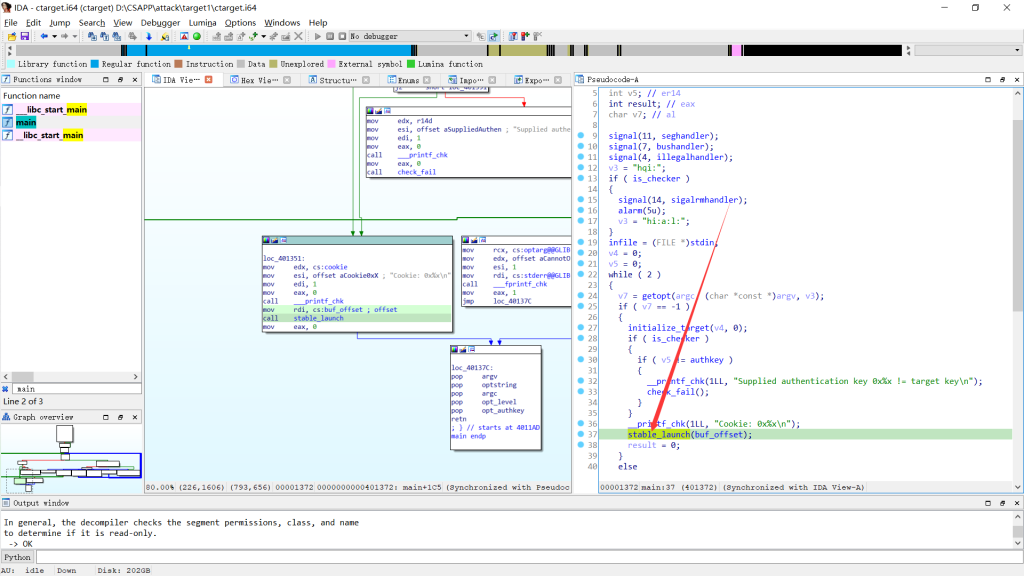 IDA - ctarget.i64 (ctarget) D:\CSAPP\attack\target1\ctarget.i64
File Edit Jump Search View Debugger Lumina Options Windows Help
No debugger
Library function Regular function Instruction Data Unexplored External symbol Lumina function
Functions window
IDA Vie…
Hex Vie…
Structu…
Enums
Impo…
Expo…
Pseudocode-A
Function name
__libc_start_main
main
__libc_start_main
main
Line 2 of 3
Graph overview
mov edx, r14d
mov esi, offset aSuppliedAuthen ; "Supplied authe
mov edi, 1
mov eax, 0
call ___printf_chk
mov eax, 0
call check_fail
loc_401351:
mov edx, cs:cookie
mov esi, offset aCookie0xX ; "Cookie: 0x%x\n"
mov edi, 1
mov eax, 0
call ___printf_chk
mov rdi, cs:buf_offset ; offset
call stable_launch
mov eax, 0
mov rcx, cs:optarg@@GLIB
mov edx, offset aCannotO
mov esi, 1
mov rdi, cs:stderr@@GLIB
call ___fprintf_chk
mov eax, 1
jmp loc_40137C
loc_40137C:
pop argv
pop optstring
pop argc
pop opt_level
pop opt_authkey
retn
; } // starts at 4011AD
main endp
80.00% (226,1606) (793,656) 00001372 0000000000401372: main+1C5 (Synchronized with Pseudoc
5 int v5; // er14
6 int result; // eax
7 char v7; // al
8
9 signal(11, seghandler);
10 signal(7, bushandler);
11 signal(4, illegalhandler);
12 v3 = "hqi:";
13 if ( is_checker )
14 {
15 signal(14, sigalrmhandler);
16 alarm(5u);
17 v3 = "hi:a:l:";
18 }
19 infile = (FILE *)stdin;
20 v4 = 0;
21 v5 = 0;
22 while ( 2 )
23 {
24 v7 = getopt(argc, (char *const *)argv, v3);
25 if ( v7 == -1 )
26 {
27 initialize_target(v4, 0);
28 if ( is_checker )
29 {
30 if ( v5 != authkey )
31 {
32 __printf_chk(1LL, "Supplied authentication key 0x%x != target key\n");
33 check_fail();
34 }
35 }
36 __printf_chk(1LL, "Cookie: 0x%x\n");
37 stable_launch(buf_offset);
38 result = 0;
39 }
40 else
00001372 main:37 (401372) (Synchronized with IDA View-A)
Output window
In general, the decompiler checks the segment permissions, class, and name
to determine if it is read-only.
-> OK
Python
AU: idle Down Disk: 202GB